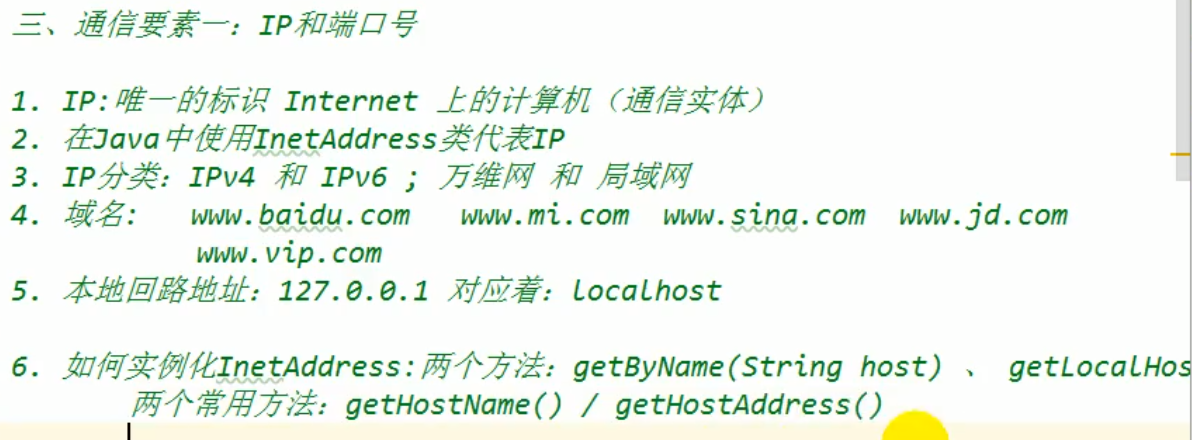 三、通信要素一：IP和端口号
1. IP:唯一的标识 Internet 上的计算机（通信实体）
2. 在Java中使用InetAddress类代表IP
3. IP分类：IPv4 和 IPv6 ; 万维网 和 局域网
4. 域名: www.baidu.com www.mi.com www.sina.com www.jd.com
www.vip.com
5. 本地回路地址：127.0.0.1 对应着：localhost
6. 如何实例化InetAddress:两个方法：getByName(String host) 、 getLocalHos
两个常用方法：getHostName() / getHostAddress()